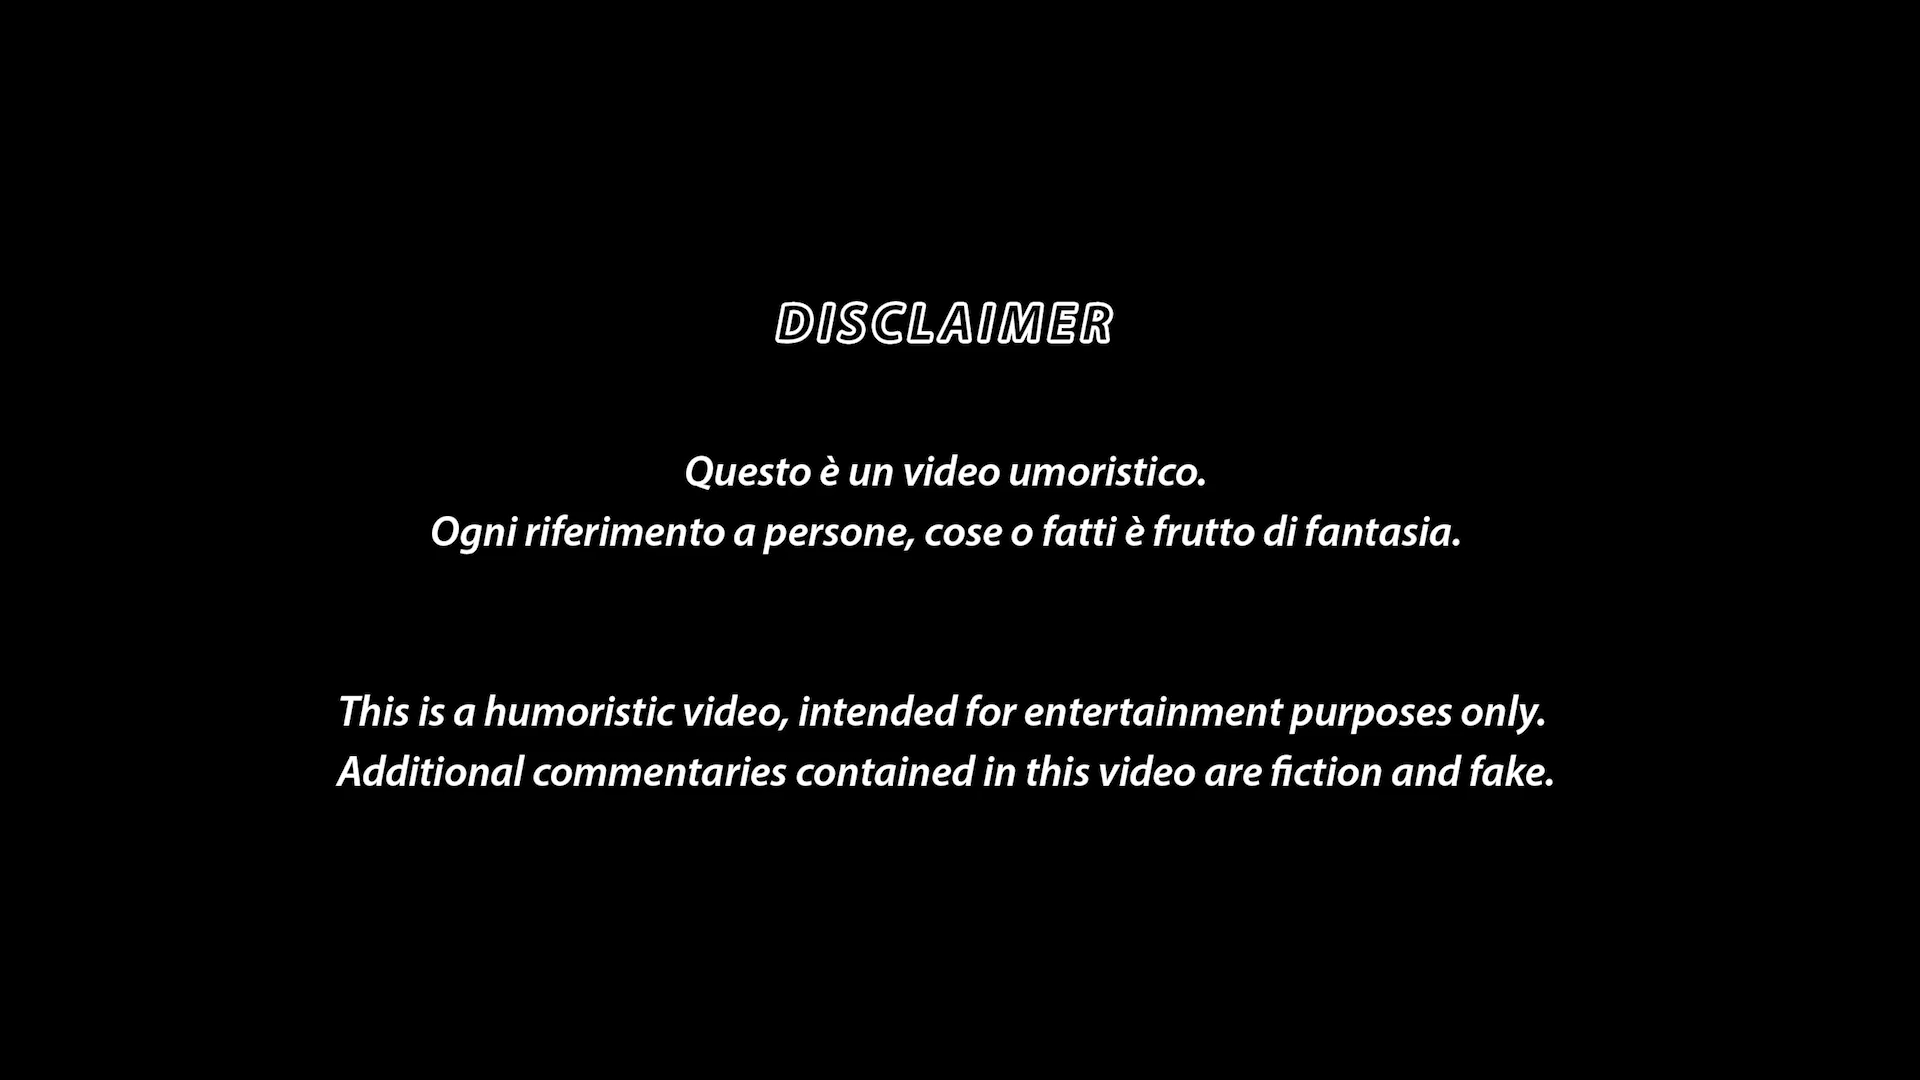 DISCLAIMER
Questo è un video umoristico.
Ogni riferimento a persone, cose o fatti è frutto di fantasia.
This is a humoristic video, intended for entertainment purposes only.
Additional commentaries contained in this video are fiction and fake.